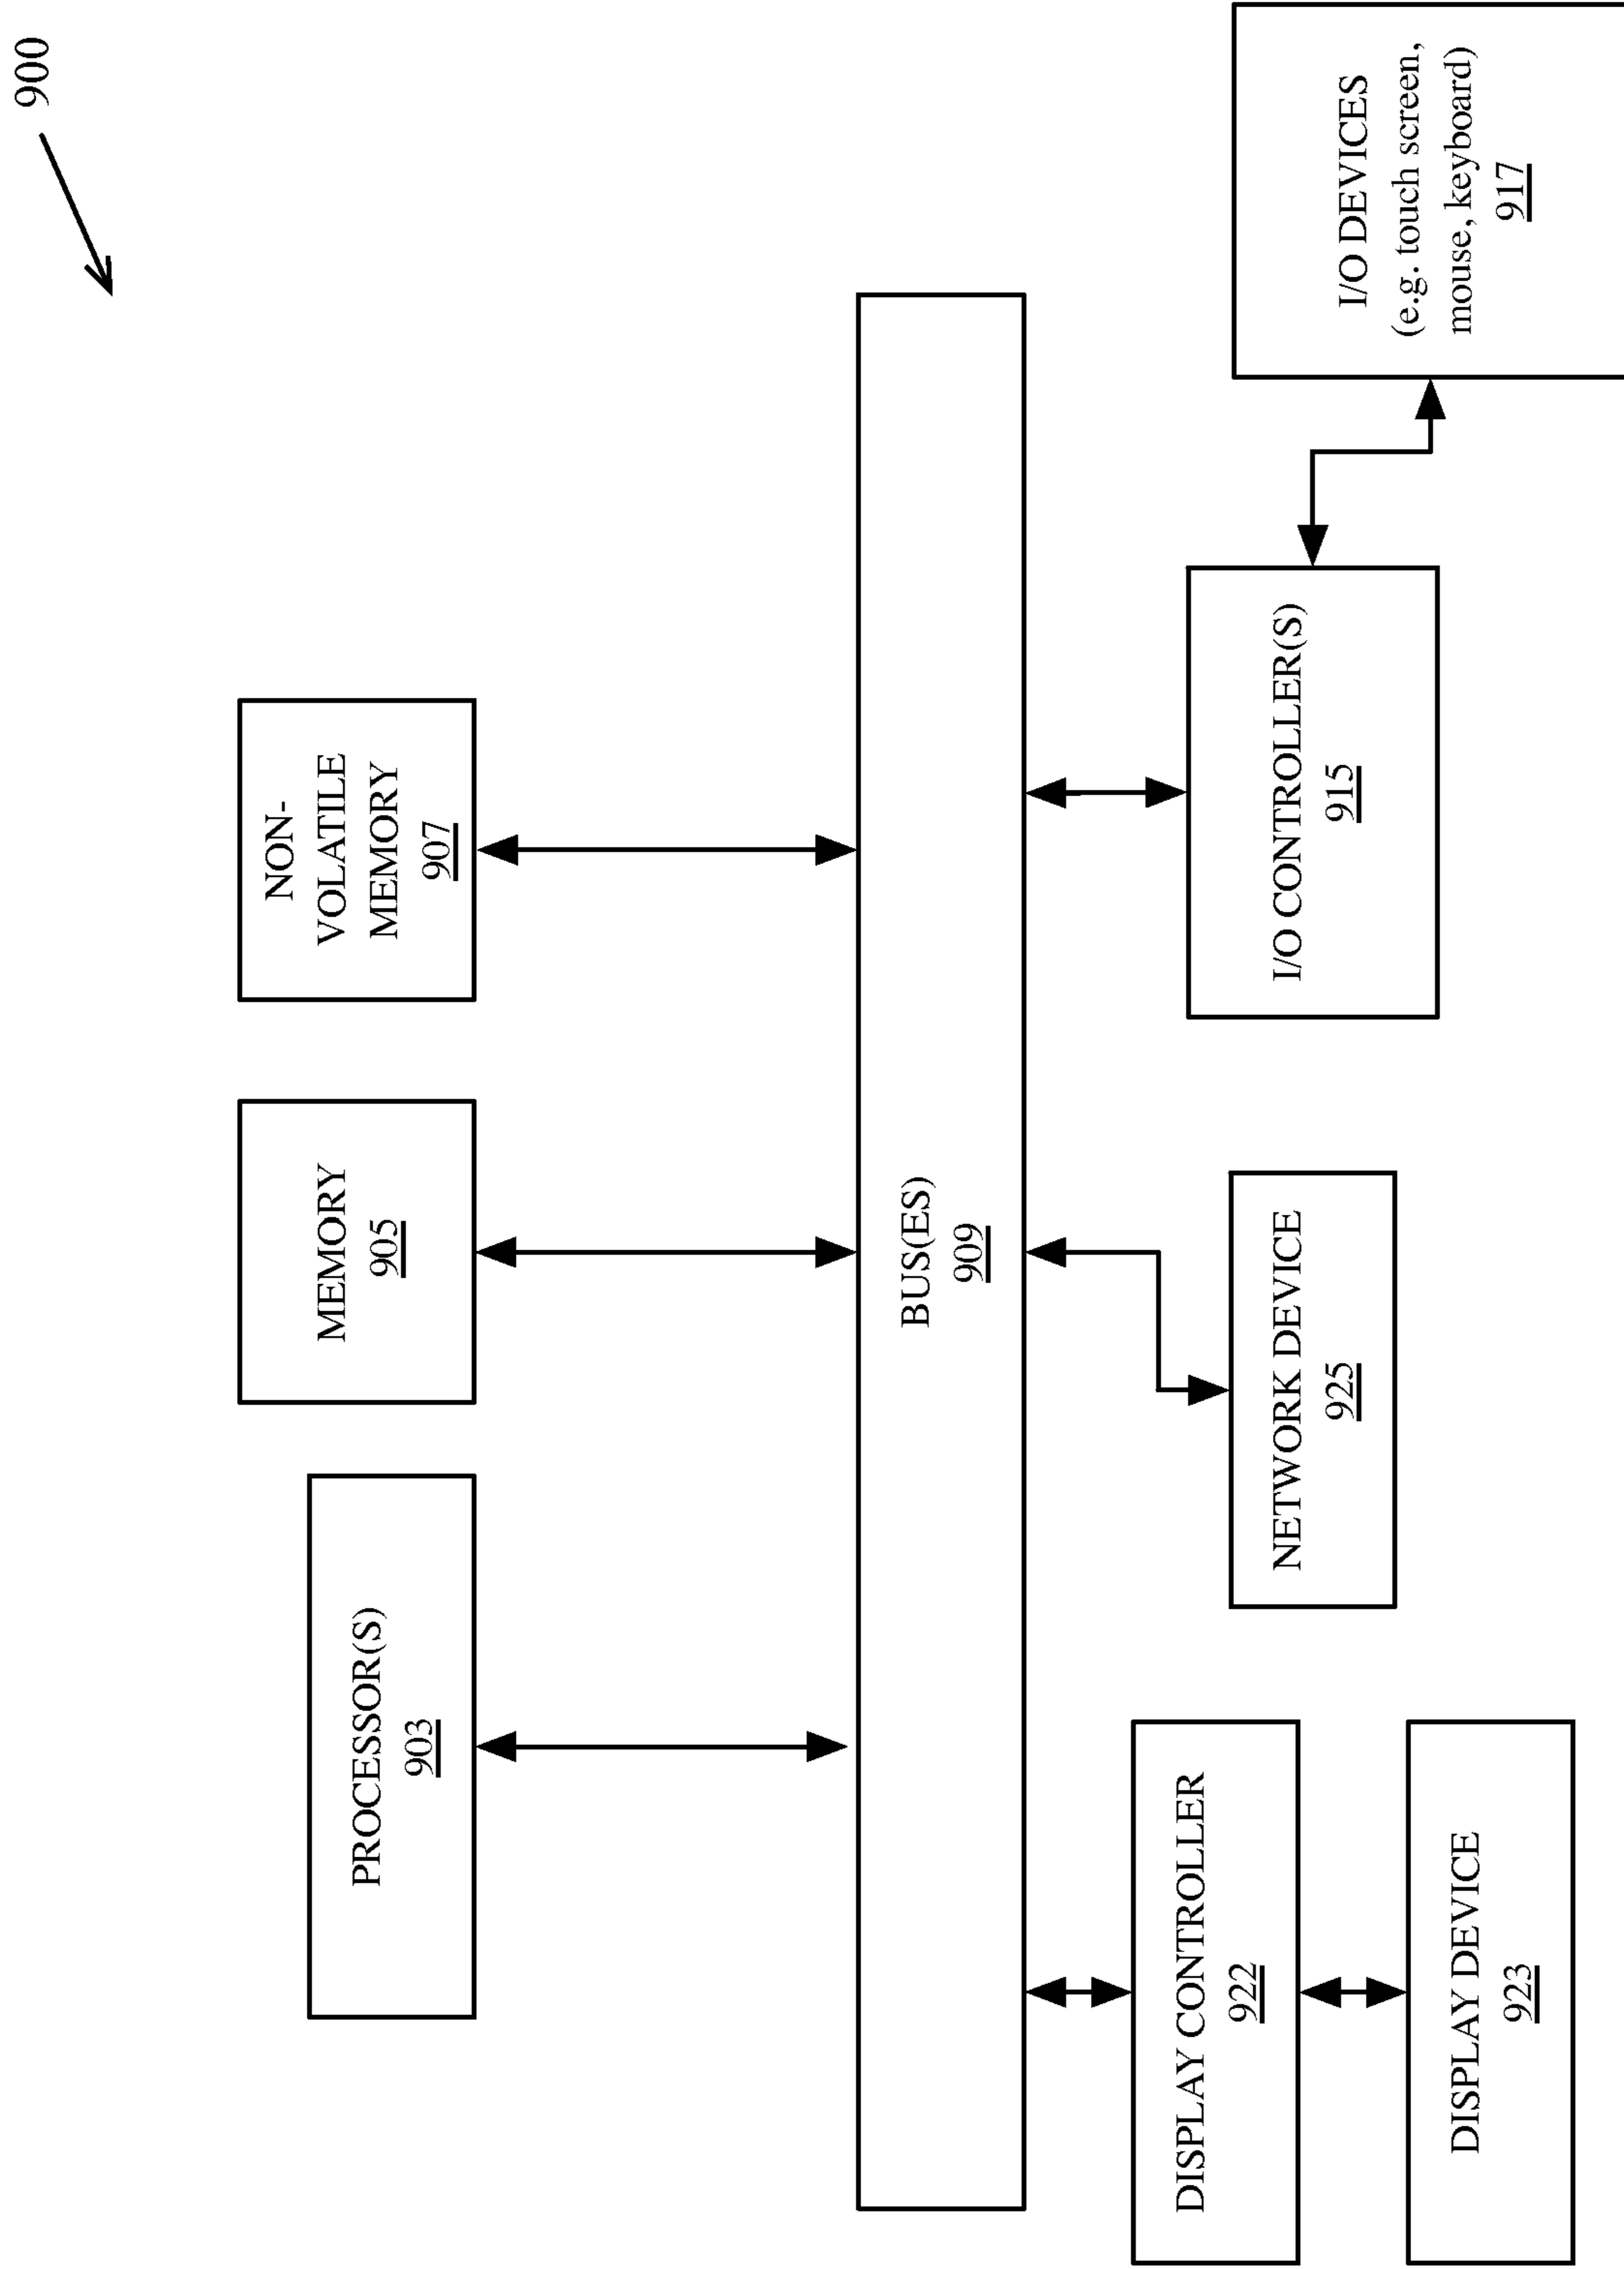 900
PROCESSOR(S)
903
MEMORY
905
NON-
VOLATILE
MEMORY
907
BUS(ES)
909
DISPLAY CONTROLLER
922
DISPLAY DEVICE
923
NETWORK DEVICE
925
I/O CONTROLLER(S)
915
I/O DEVICES
(e.g. touch screen,
mouse, keyboard)
917